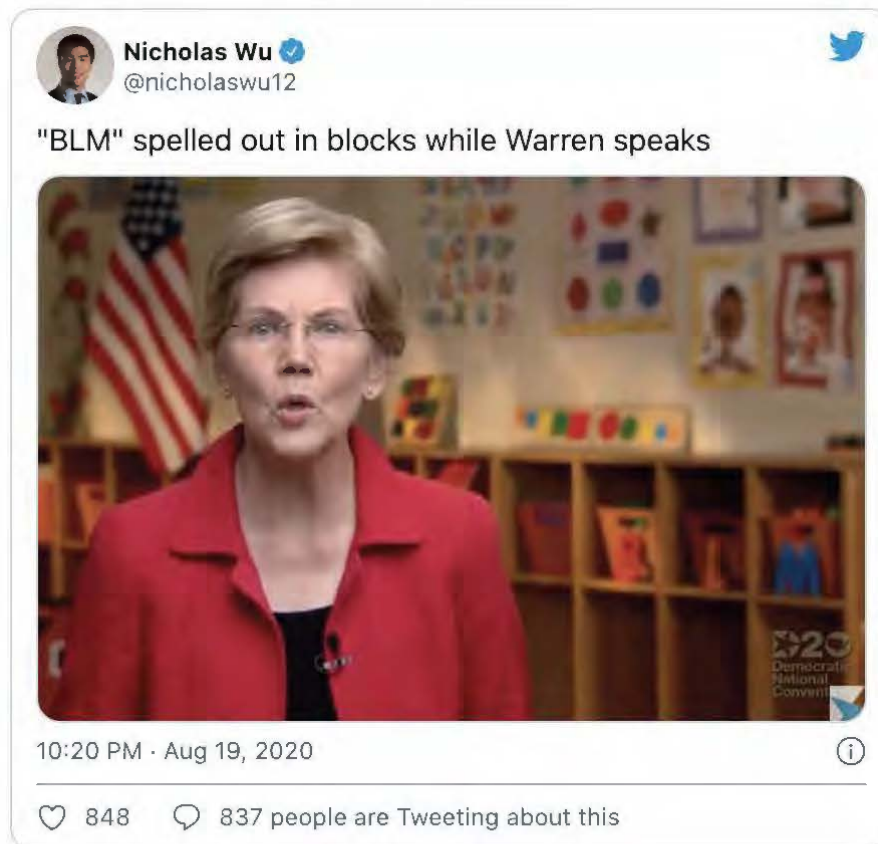 Nicholas Wu
@nicholaswu12
"BLM" spelled out in blocks while Warren speaks
Democratic
National
Convent
10:20 PM · Aug 19, 2020
848
837 people are Tweeting about this